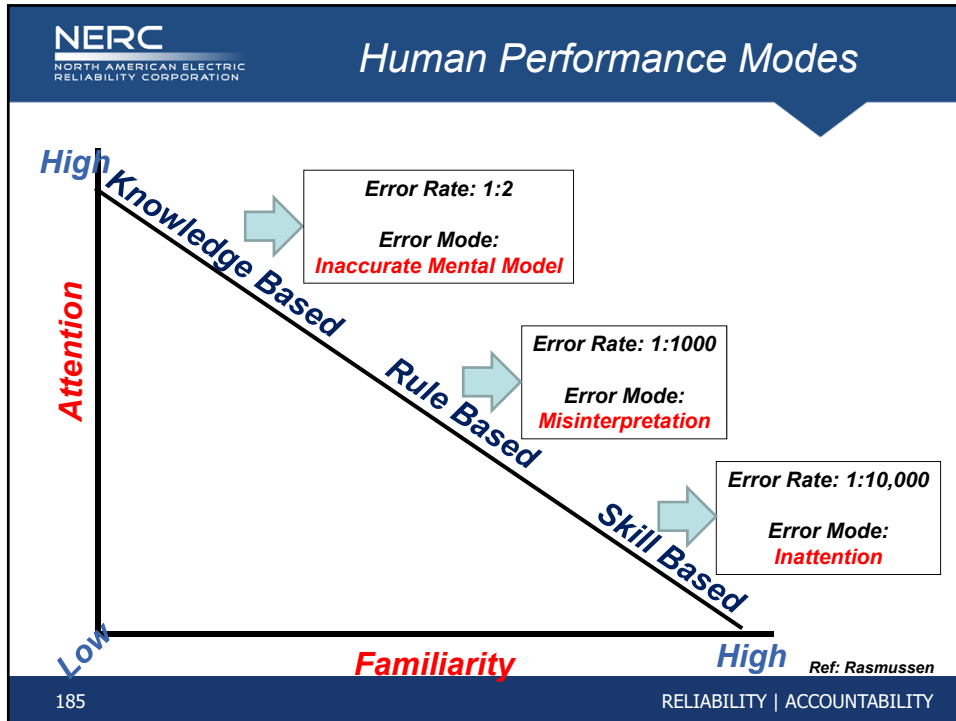 NERC
NORTH AMERICAN ELECTRIC
RELIABILITY CORPORATION
Human Performance Modes
High
Knowledge Based
Error Rate: 1:2
Error Mode:
Inaccurate Mental Model
Attention
Rule Based
Error Rate: 1:1000
Error Mode:
Misinterpretation
Skill Based
Error Rate: 1:10,000
Error Mode:
Inattention
Low
Familiarity
High
Ref: Rasmussen
185
RELIABILITY | ACCOUNTABILITY